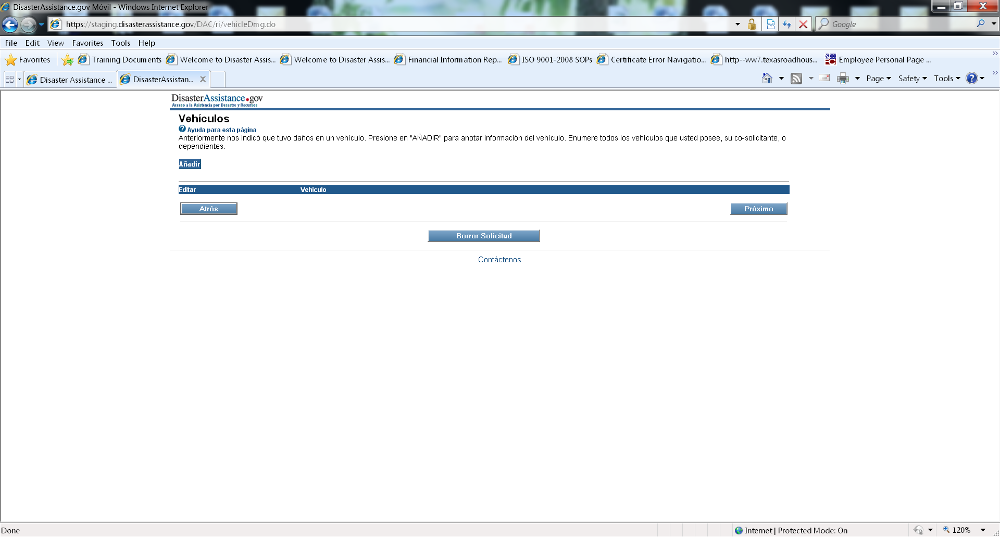 DisasterAssistance.gov Móvil - Windows Internet Explorer
https://staging.disasterassistance.gov/DAC/ri/vehicleDmg.do
Google
File Edit View Favorites Tools Help
Favorites Training Documents Welcome to Disaster Assis... Welcome to Disaster Assis... Financial Information Rep... ISO 9001-2008 SOPs Certificate Error Navigatio... http--ww7.texasroadhous... Employee Personal Page ...
Disaster Assistance ... DisasterAssistan... Page Safety Tools
DisasterAssistance.gov
Acceso a la Asistencia por Desastre y Recursos
Vehículos
Ayuda para esta página
Anteriormente nos indicó que tuvo daños en un vehículo. Presione en "AÑADIR" para anotar información del vehículo. Enumere todos los vehículos que usted posee, su co-solicitante, o
dependientes.
Añadir
Editar Vehículo
Atrás Próximo
Borrar Solicitud
Contáctenos
Done Internet | Protected Mode: On 120%